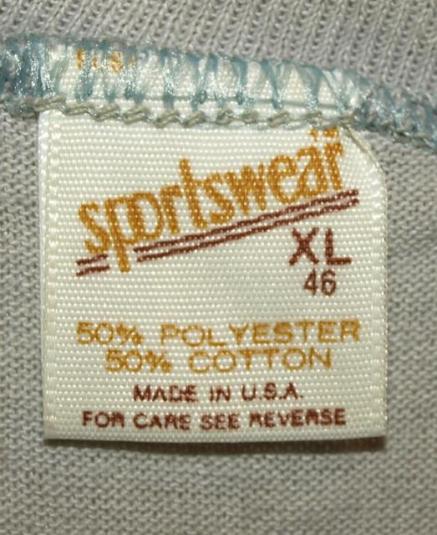 sportswear
XL
46
50% POLYESTER
50% COTTON
MADE IN U.S.A.
FOR CARE SEE REVERSE